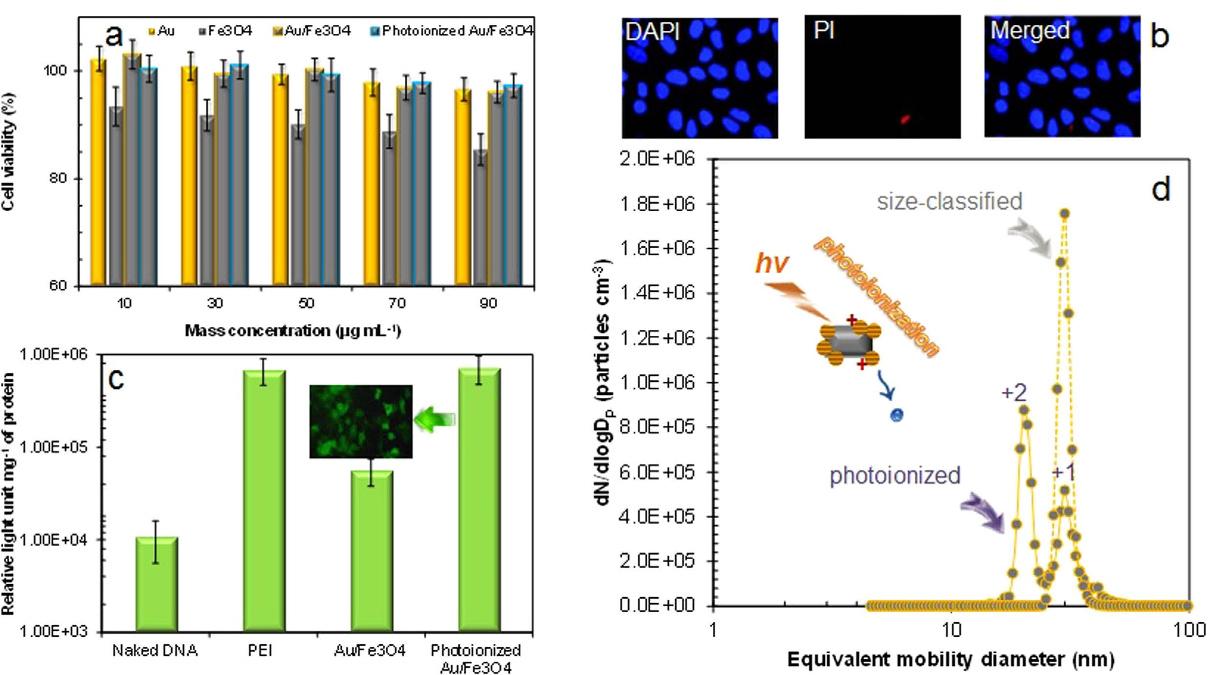 a
Au Fe3O4 Au/Fe3O4 Photoionized Au/Fe3O4
Cell viability (%)
100
80
60
10 30 50 70 90
Mass concentration (µg mL-1)
DAPI PI Merged b
c
Relative light unit mg-1 of protein
1.00E+06
1.00E+05
1.00E+04
1.00E+03
Naked DNA PEI Au/Fe3O4 Photoionized
Au/Fe3O4
d
dN/dlogDp (particles cm-3)
2.0E+06
1.8E+06
1.6E+06
1.4E+06
1.2E+06
1.0E+06
8.0E+05
6.0E+05
4.0E+05
2.0E+05
0.0E+00
size-classified
hν
photoionization
+
+
+2
+1
photoionized
1 10 100
Equivalent mobility diameter (nm)